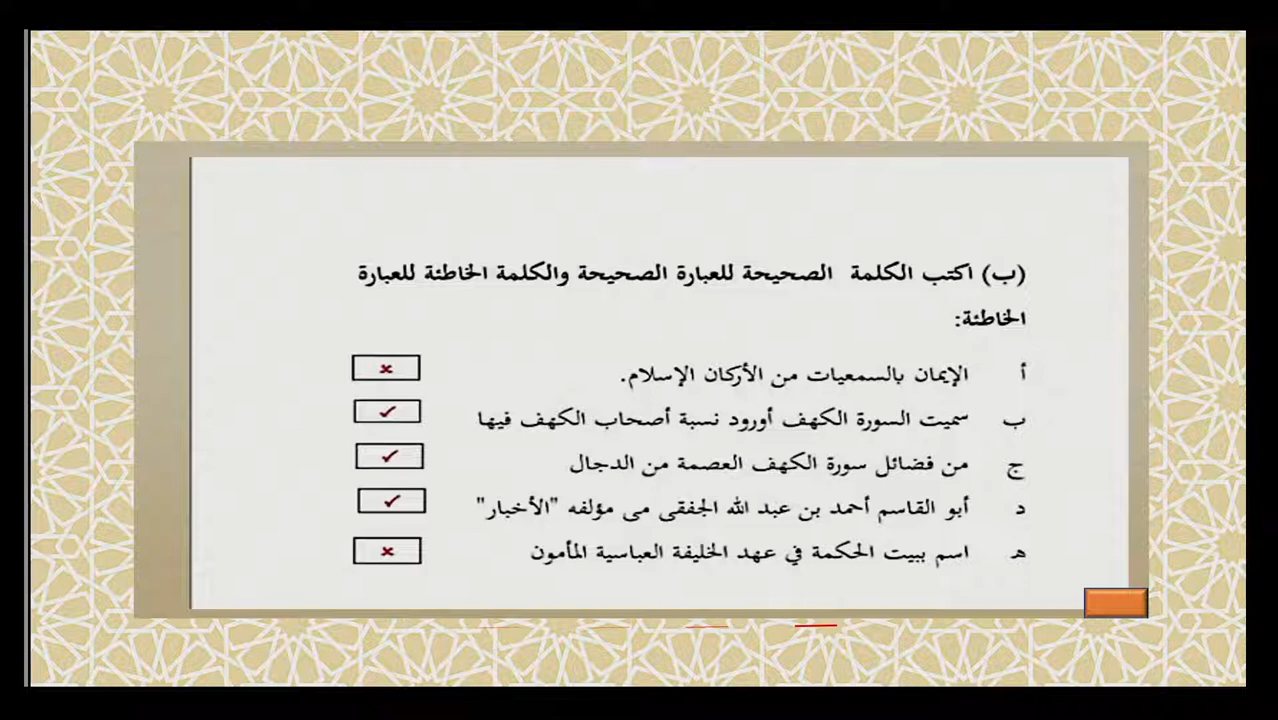 (ب) اكتب الكلمة الصحيحة للعبارة الصحيحة والكلمة الخاطئة للعبارة
الخاطئة:
أ الإيمان بالسمعيات من الأركان الإسلام. ×
ب سميت السورة الكهف أورود نسبة أصحاب الكهف فيها ✓
ج من فضائل سورة الكهف العصمة من الدجال ✓
د أبو القاسم أحمد بن عبد الله الجفقى مى مؤلفه "الأخبار" ✓
هـ اسم ببيت الحكمة في عهد الخليفة العباسية المأمون ×